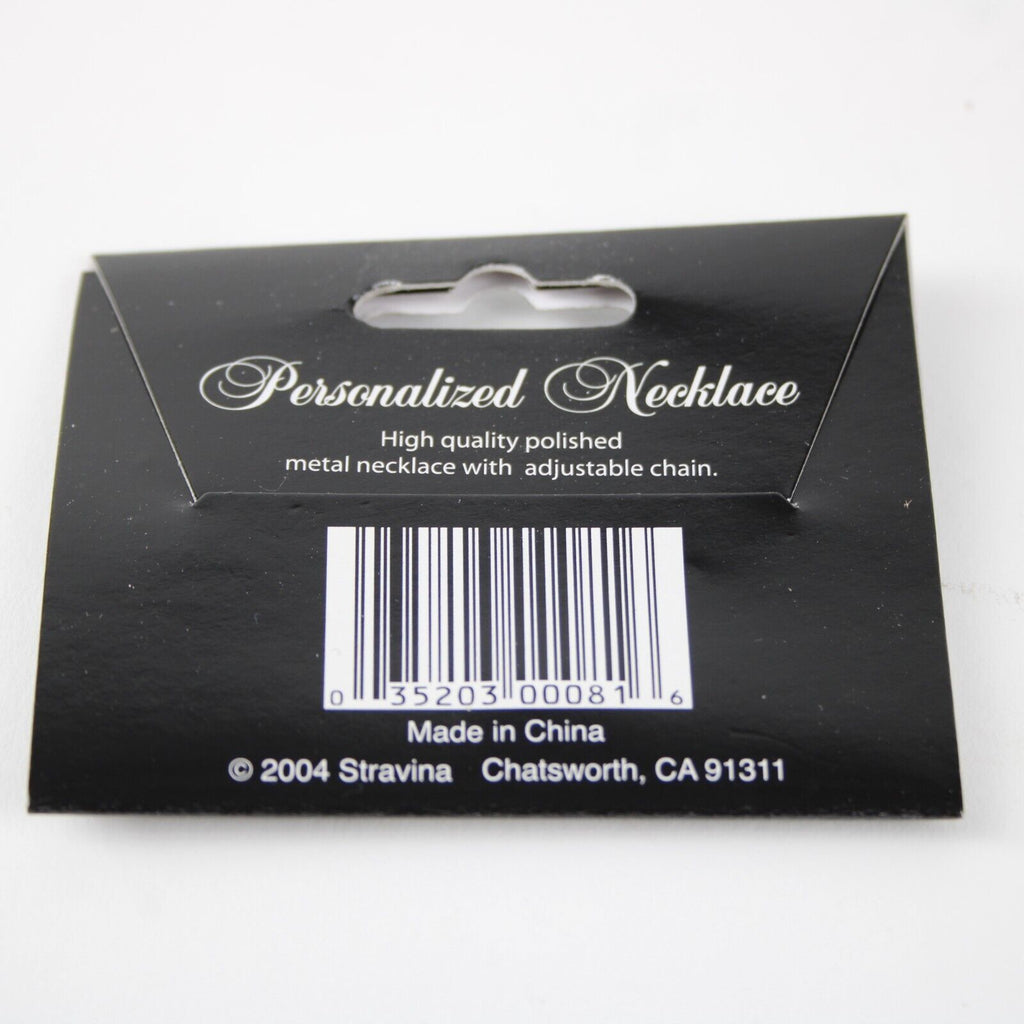 Personalized Necklace
High quality polished
metal necklace with adjustable chain.
0 35203 00081 6
Made in China
© 2004 Stravina Chatsworth, CA 91311